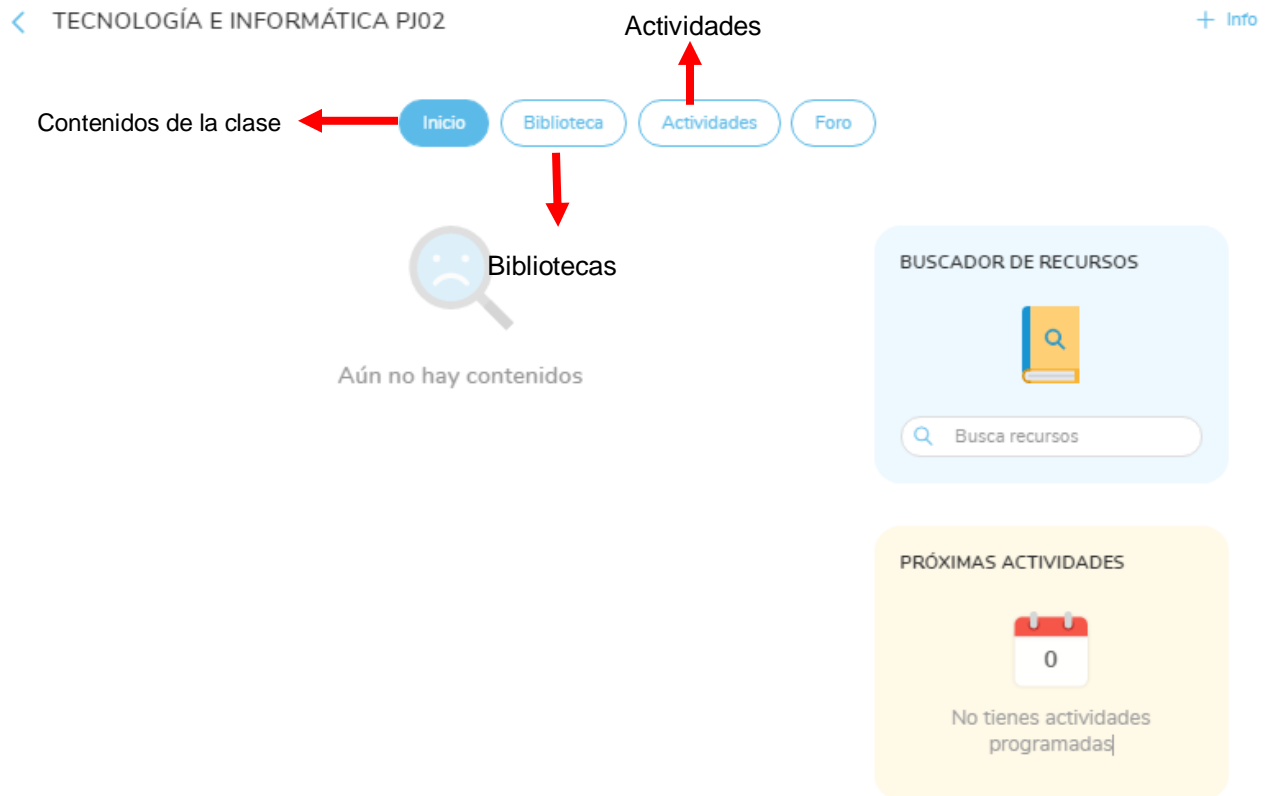 TECNOLOGÍA E INFORMÁTICA PJ02
+ Info
Actividades
Contenidos de la clase
Inicio
Biblioteca
Actividades
Foro
Bibliotecas
Aún no hay contenidos
BUSCADOR DE RECURSOS
Busca recursos
PRÓXIMAS ACTIVIDADES
0
No tienes actividades
programadas